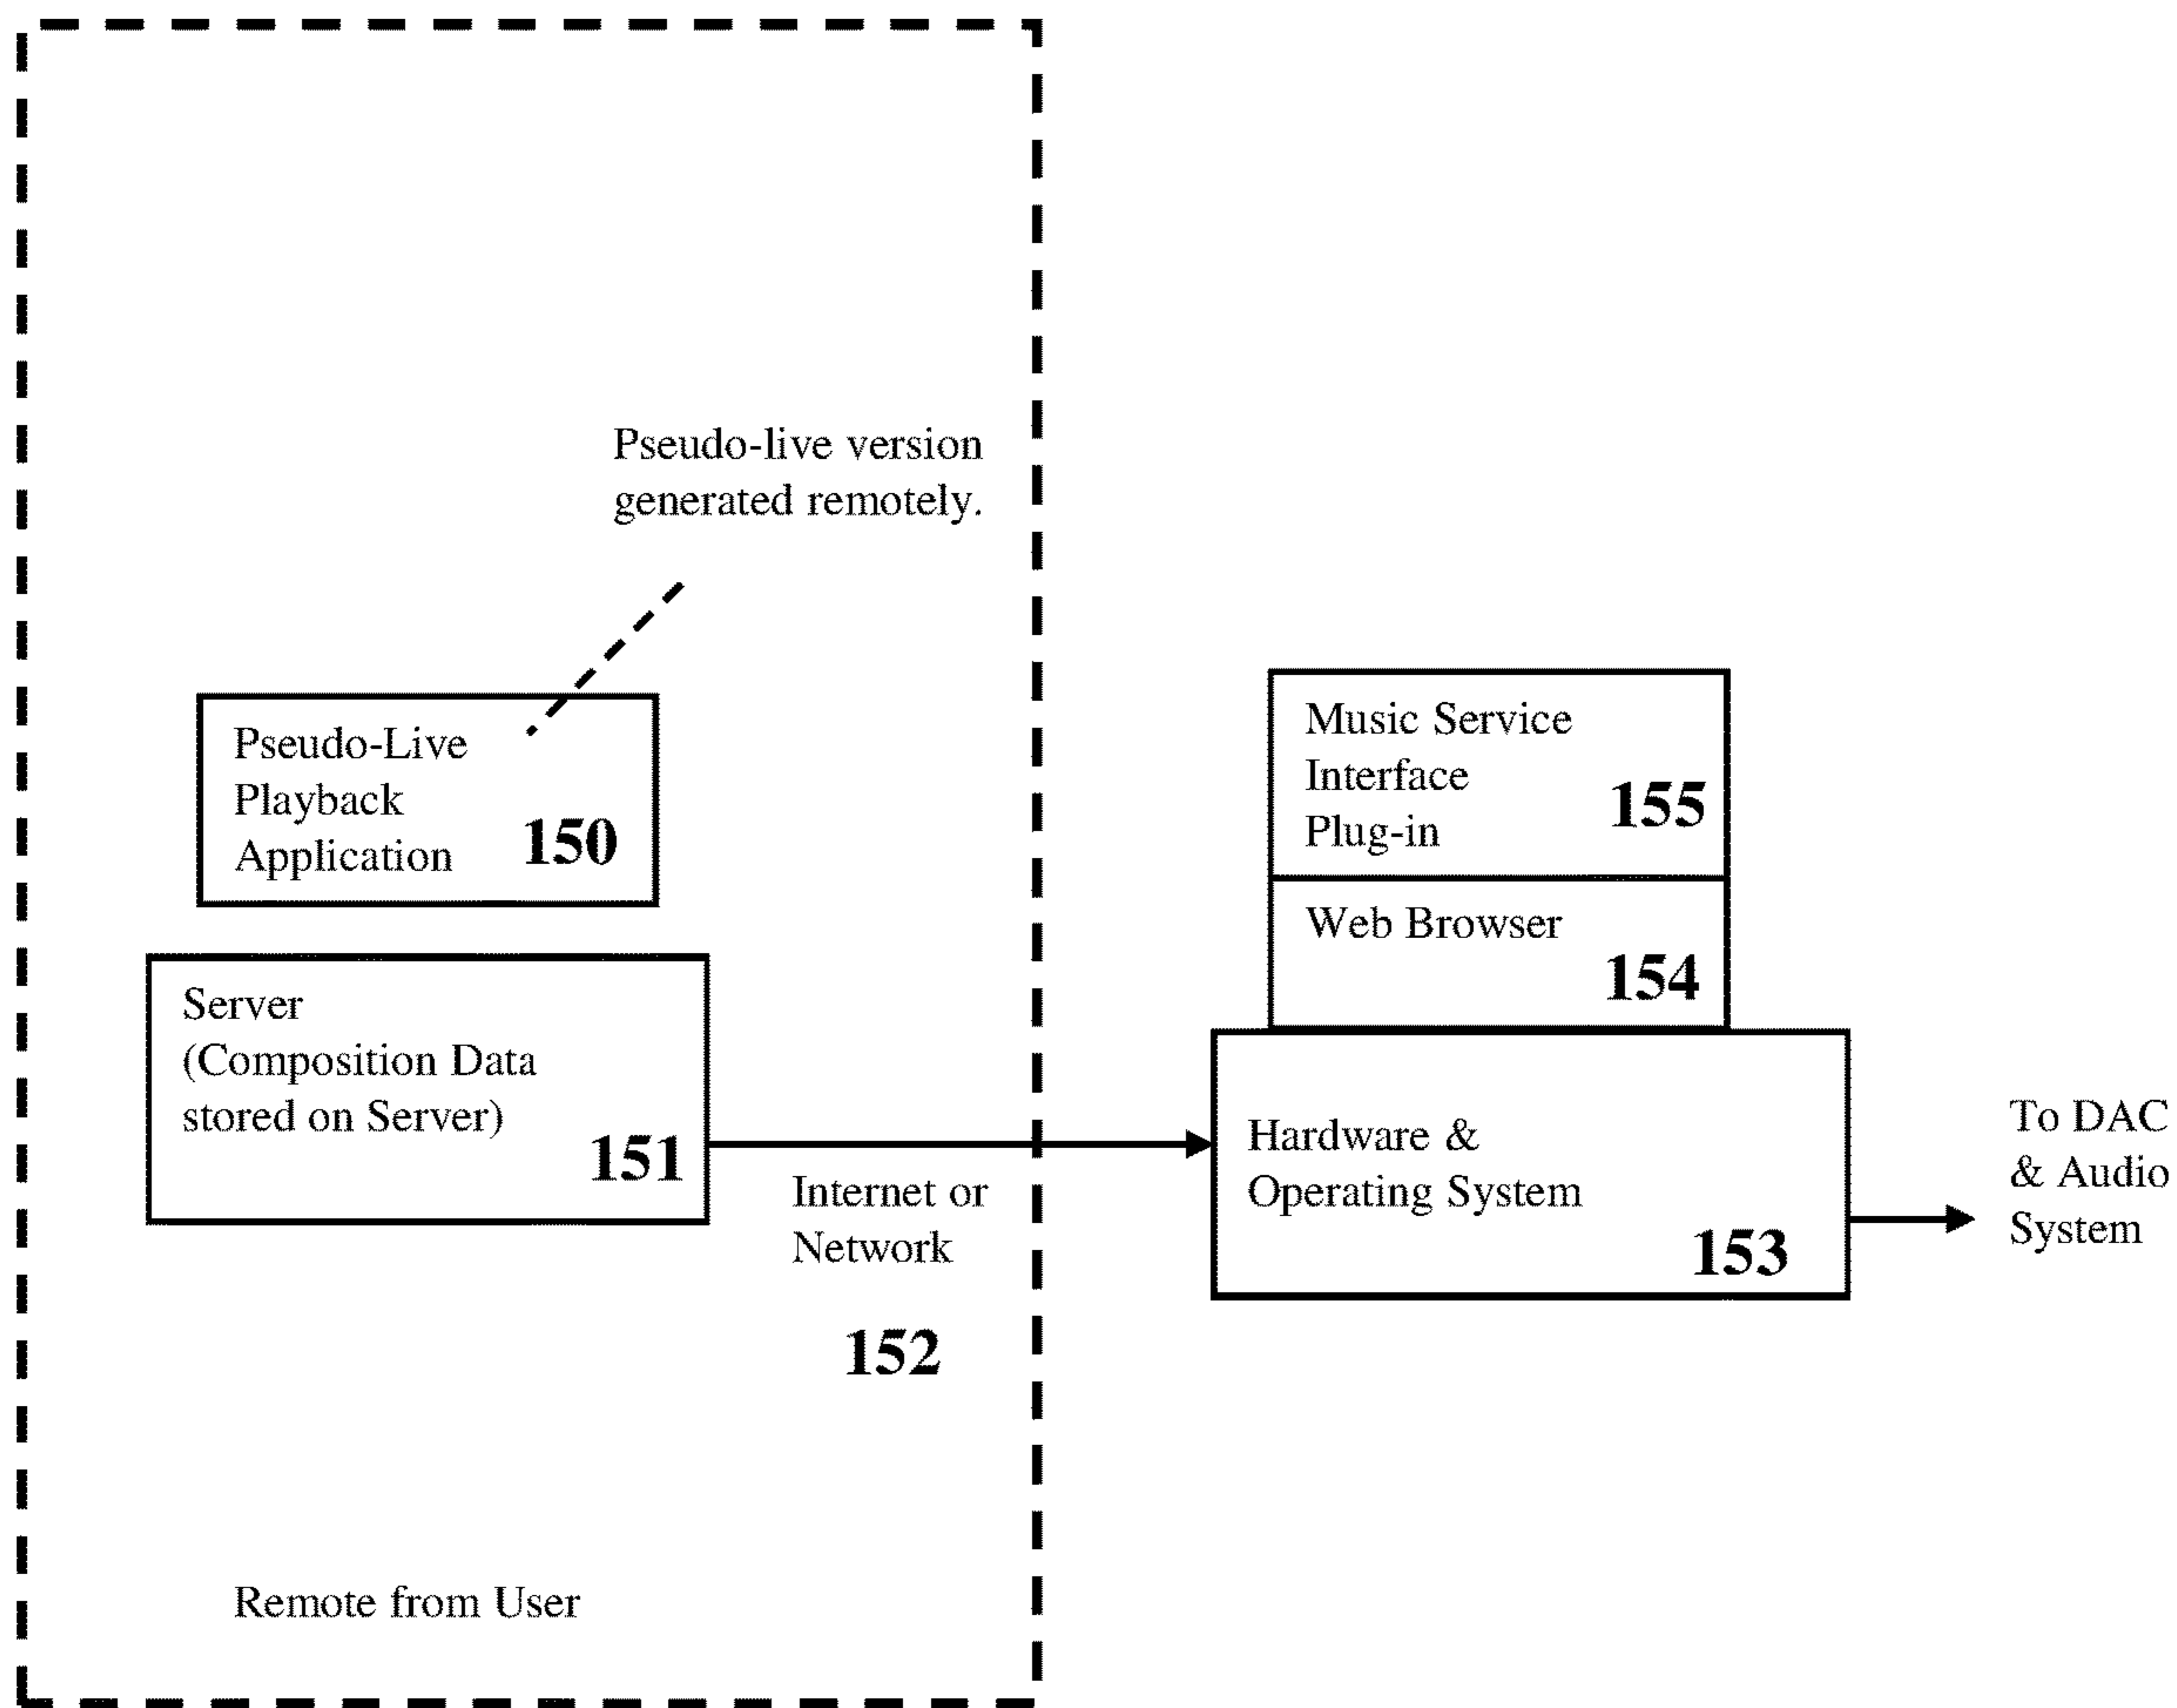 Pseudo-live version
generated remotely.
Pseudo-Live
Playback
Application
150
Server
(Composition Data
stored on Server)
151
Internet or
Network
152
Remote from User
Music Service
Interface
Plug-in
155
Web Browser
154
Hardware &
Operating System
153
To DAC
& Audio
System